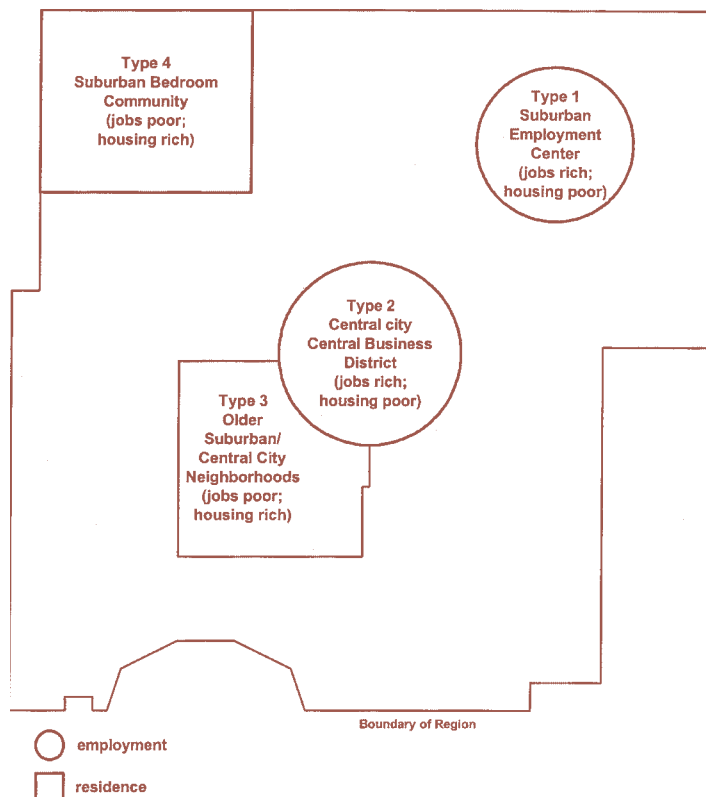 Type 4
Suburban Bedroom
Community
(jobs poor;
housing rich)
Type 1
Suburban
Employment
Center
(jobs rich;
housing poor)
Type 2
Central city
Central Business
District
(jobs rich;
housing poor)
Type 3
Older
Suburban/
Central City
Neighborhoods
(jobs poor;
housing rich)
Boundary of Region
employment
residence